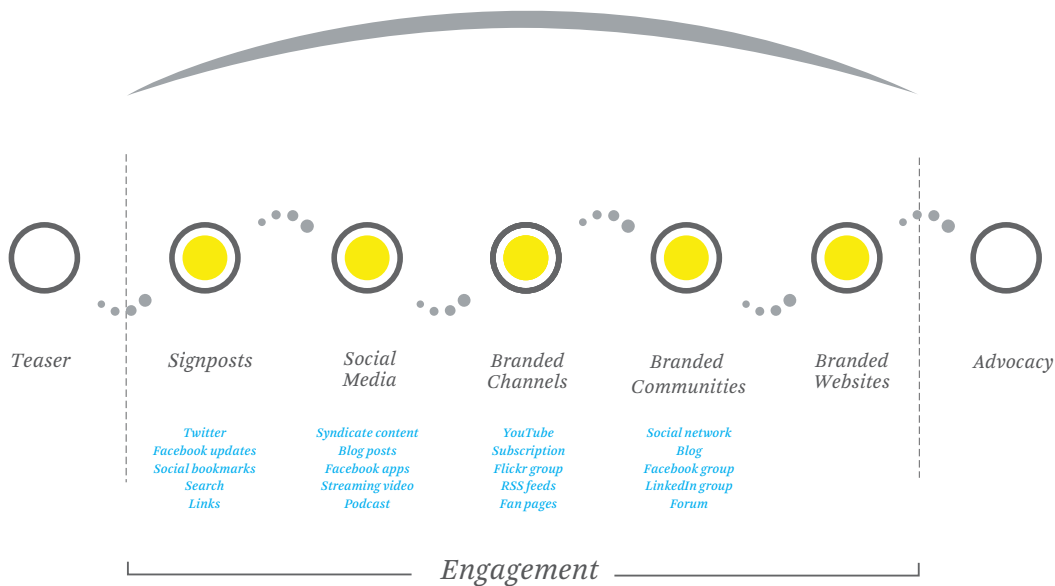 Teaser
Signposts
Social
Media
Branded
Channels
Branded
Communities
Branded
Websites
Advocacy
Twitter
Facebook updates
Social bookmarks
Search
Links
Syndicate content
Blog posts
Facebook apps
Streaming video
Podcast
YouTube
Subscription
Flickr group
RSS feeds
Fan pages
Social network
Blog
Facebook group
LinkedIn group
Forum
Engagement